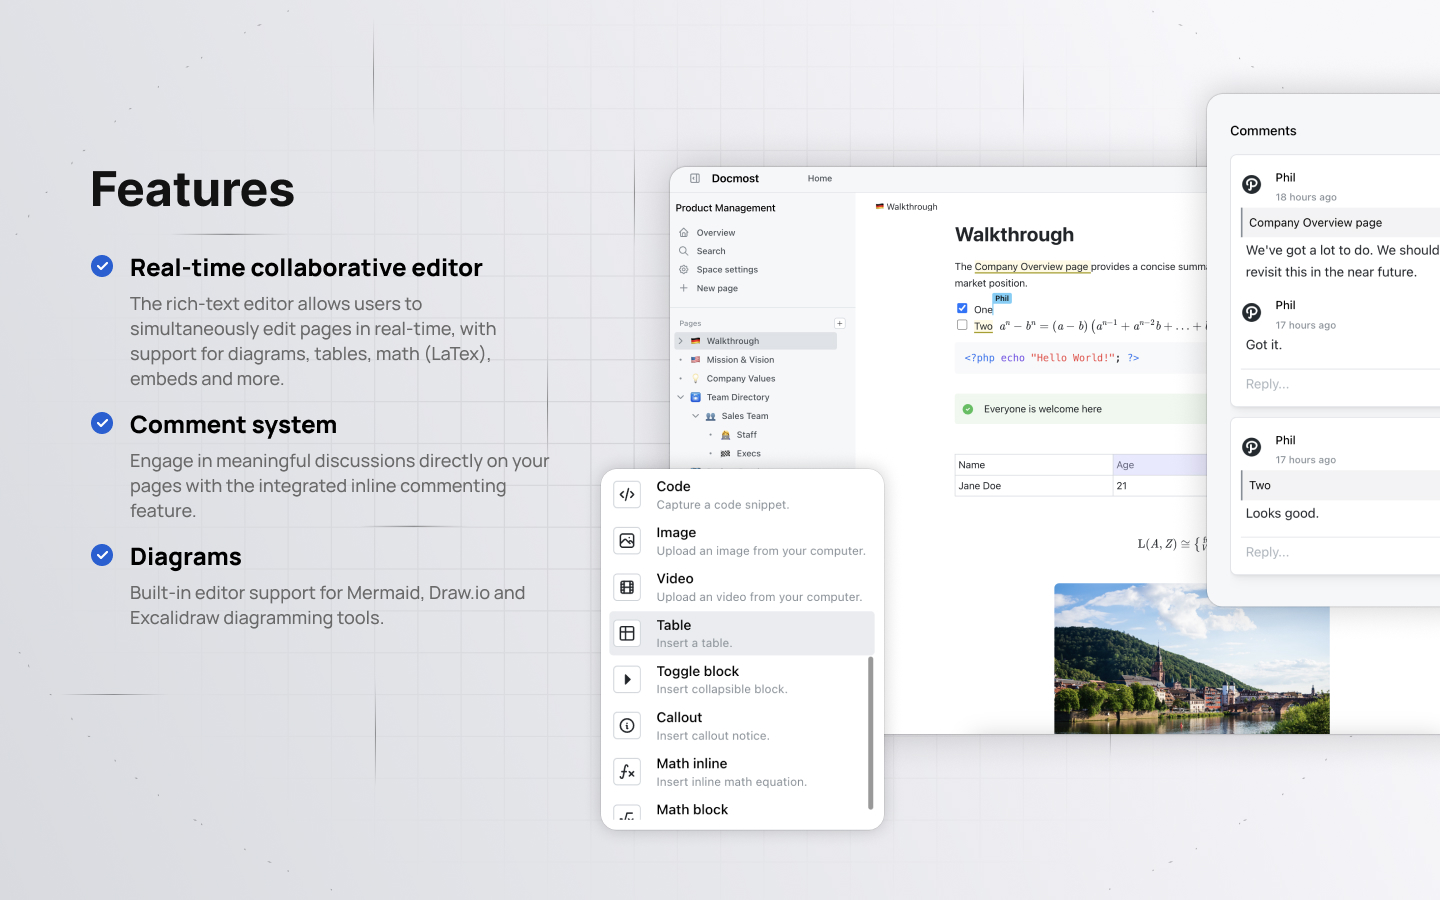 Features
Real-time collaborative editor
The rich-text editor allows users to
simultaneously edit pages in real-time, with
support for diagrams, tables, math (LaTex),
embeds and more.
Comment system
Engage in meaningful discussions directly on your
pages with the integrated inline commenting
feature.
Diagrams
Built-in editor support for Mermaid, Draw.io and
Excalidraw diagramming tools.
Docmost
Home
Product Management
Overview
Search
Space settings
New page
Pages
Walkthrough
Mission & Vision
Company Values
Team Directory
Sales Team
Staff
Execs
Walkthrough
Walkthrough
The Company Overview page provides a concise summa
market position.
Phil
One
Two aⁿ − bⁿ = (a − b) (aⁿ⁻¹ + aⁿ⁻²b + … +
<?php echo "Hello World!"; ?>
Everyone is welcome here
Name Age
Jane Doe 21
L(A, Z) ≅ {
Code
Capture a code snippet.
Image
Upload an image from your computer.
Video
Upload an video from your computer.
Table
Insert a table.
Toggle block
Insert collapsible block.
Callout
Insert callout notice.
Math inline
Insert inline math equation.
Math block
Comments
Phil
18 hours ago
Company Overview page
We've got a lot to do. We should
revisit this in the near future.
Phil
17 hours ago
Got it.
Reply...
Phil
17 hours ago
Two
Looks good.
Reply...